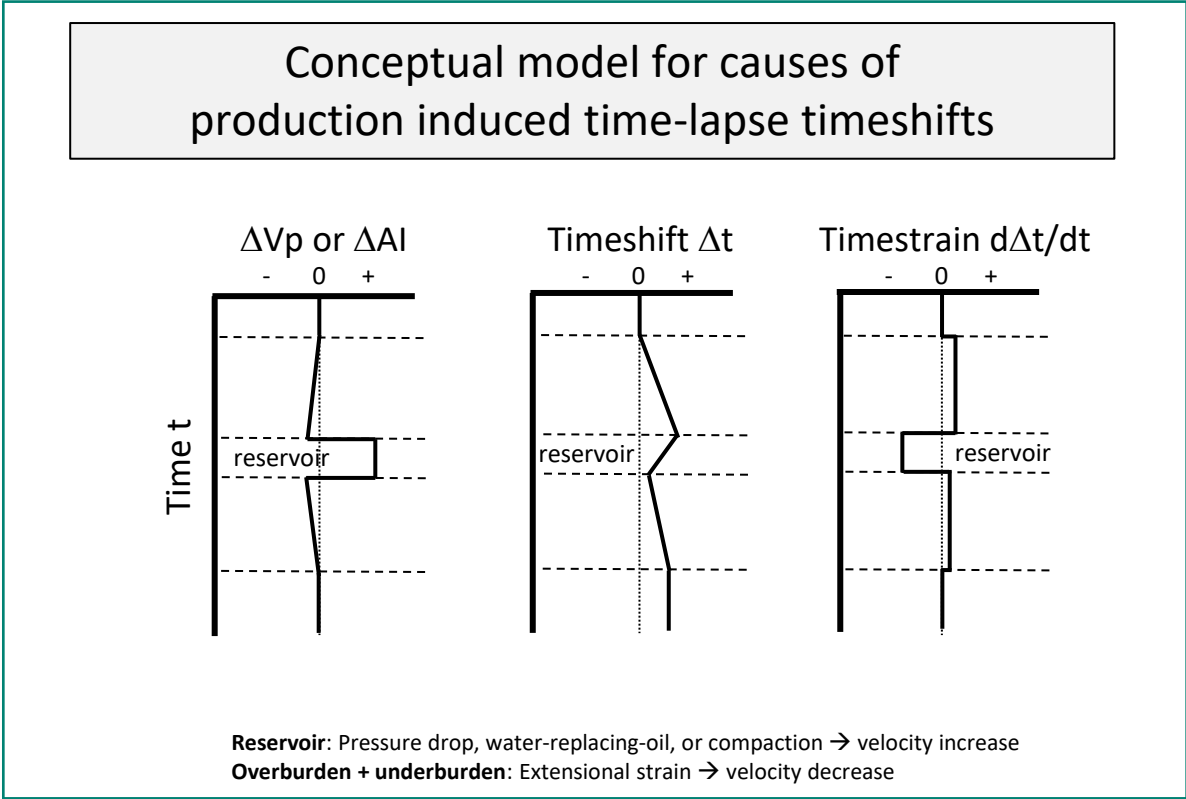 Conceptual model for causes of
production induced time-lapse timeshifts
ΔVp or ΔAI
- 0 +
Timeshift Δt
- 0 +
Timestrain dΔt/dt
- 0 +
Time t
reservoir
reservoir
reservoir
Reservoir: Pressure drop, water-replacing-oil, or compaction → velocity increase
Overburden + underburden: Extensional strain → velocity decrease